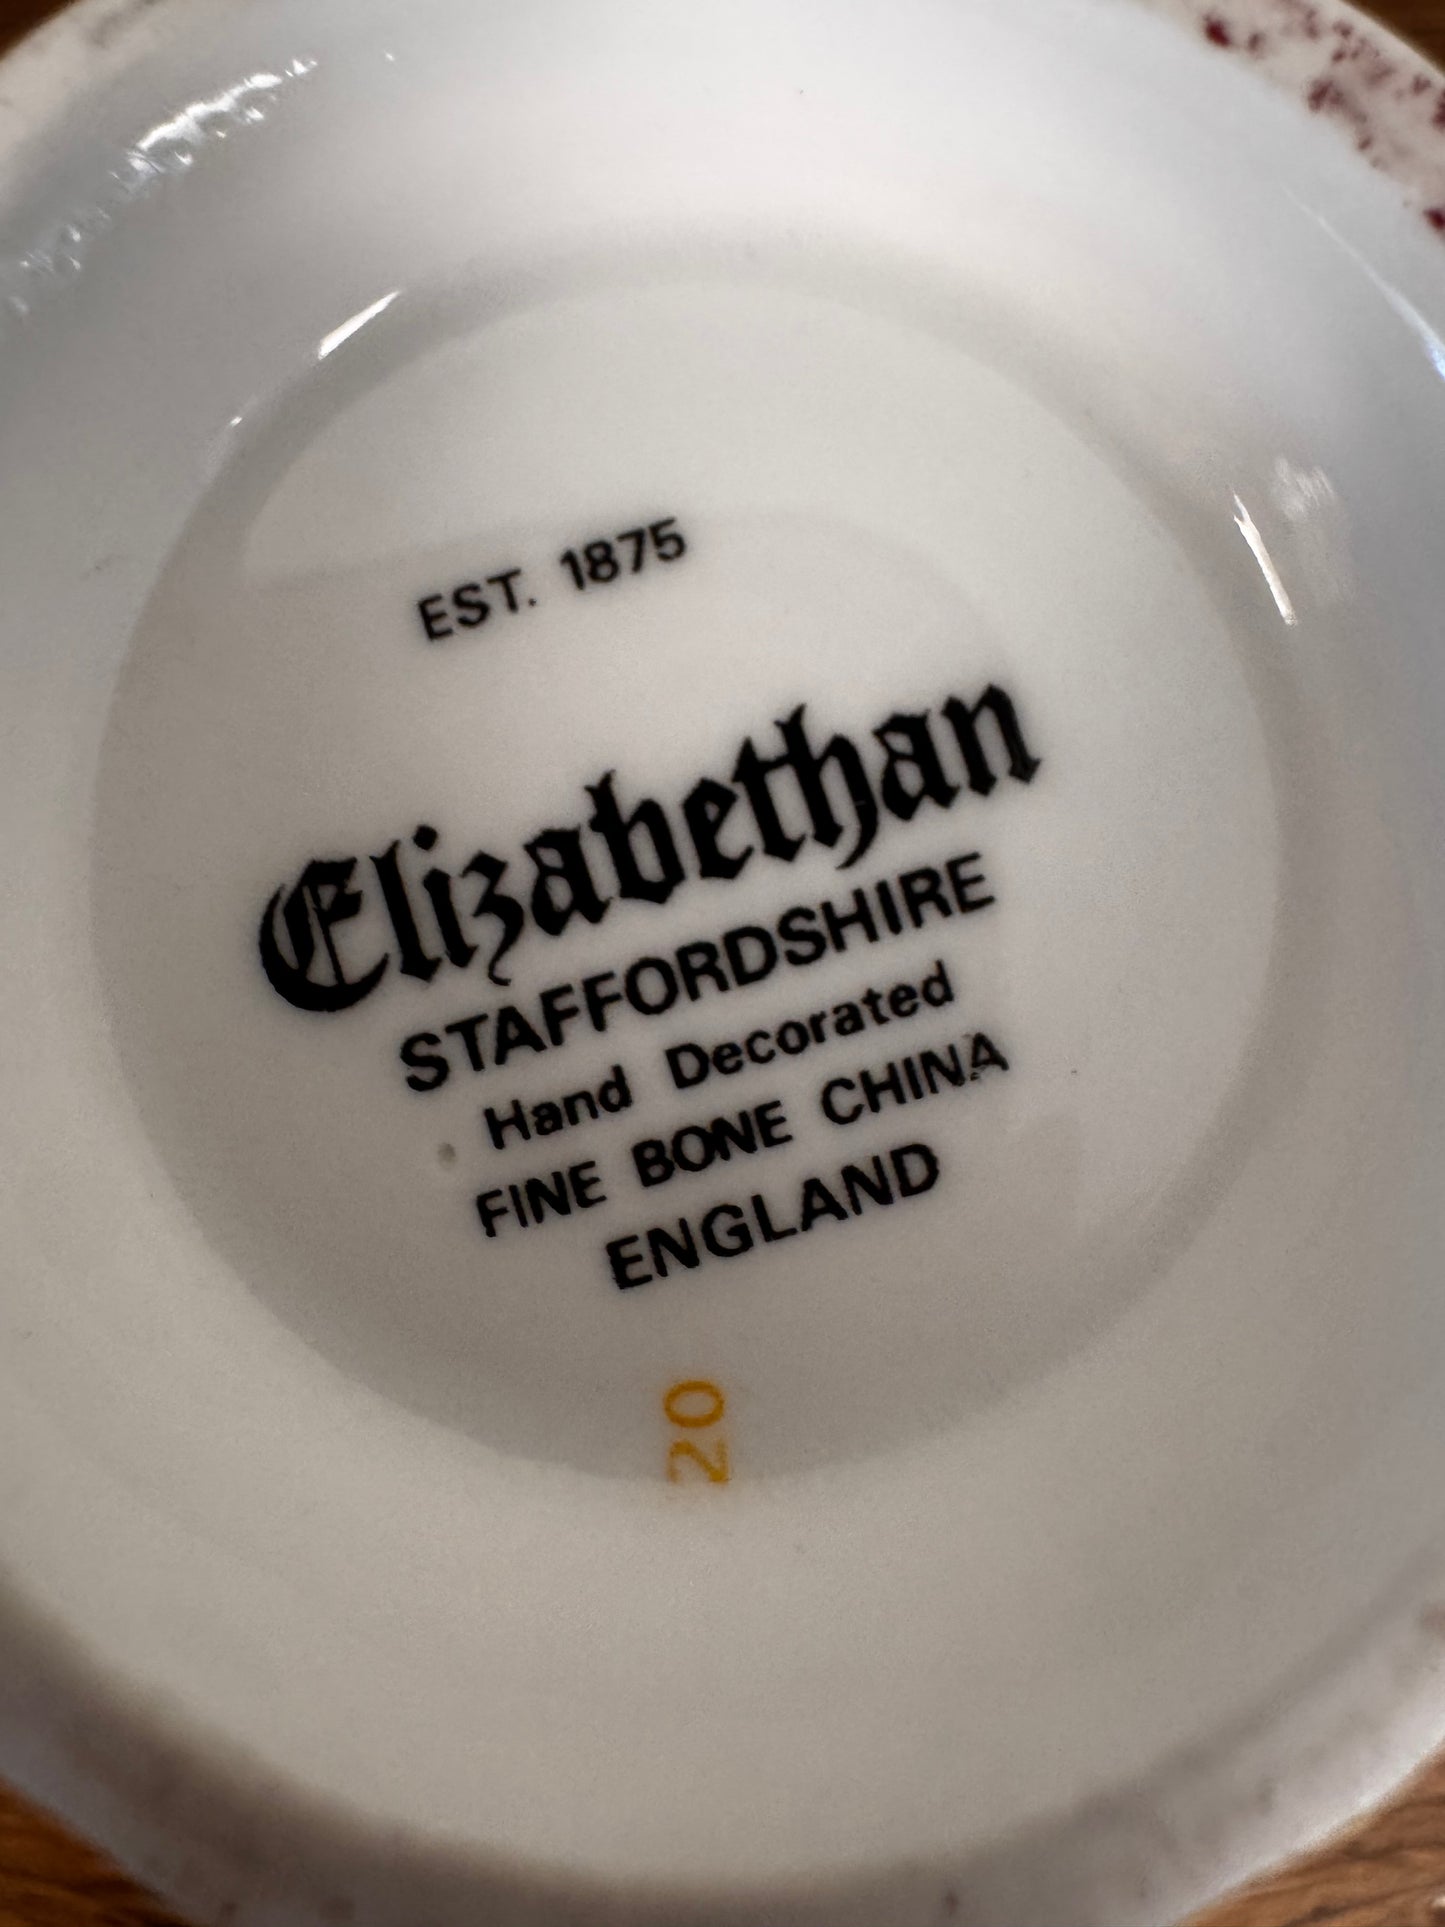 EST. 1875
Elizabethan
STAFFORDSHIRE
Hand Decorated
FINE BONE CHINA
ENGLAND
20